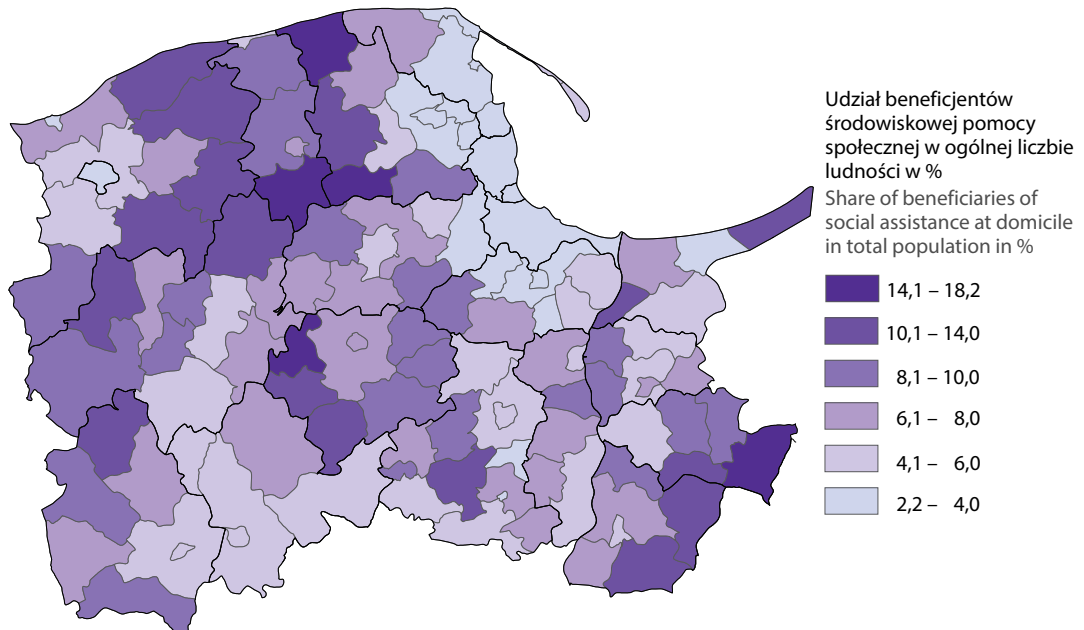 Udział beneficjentów
środowiskowej pomocy
społecznej w ogólnej liczbie
ludności w %
Share of beneficiaries of
social assistance at domicile
in total population in %
14,1 – 18,2
10,1 – 14,0
8,1 – 10,0
6,1 – 8,0
4,1 – 6,0
2,2 – 4,0